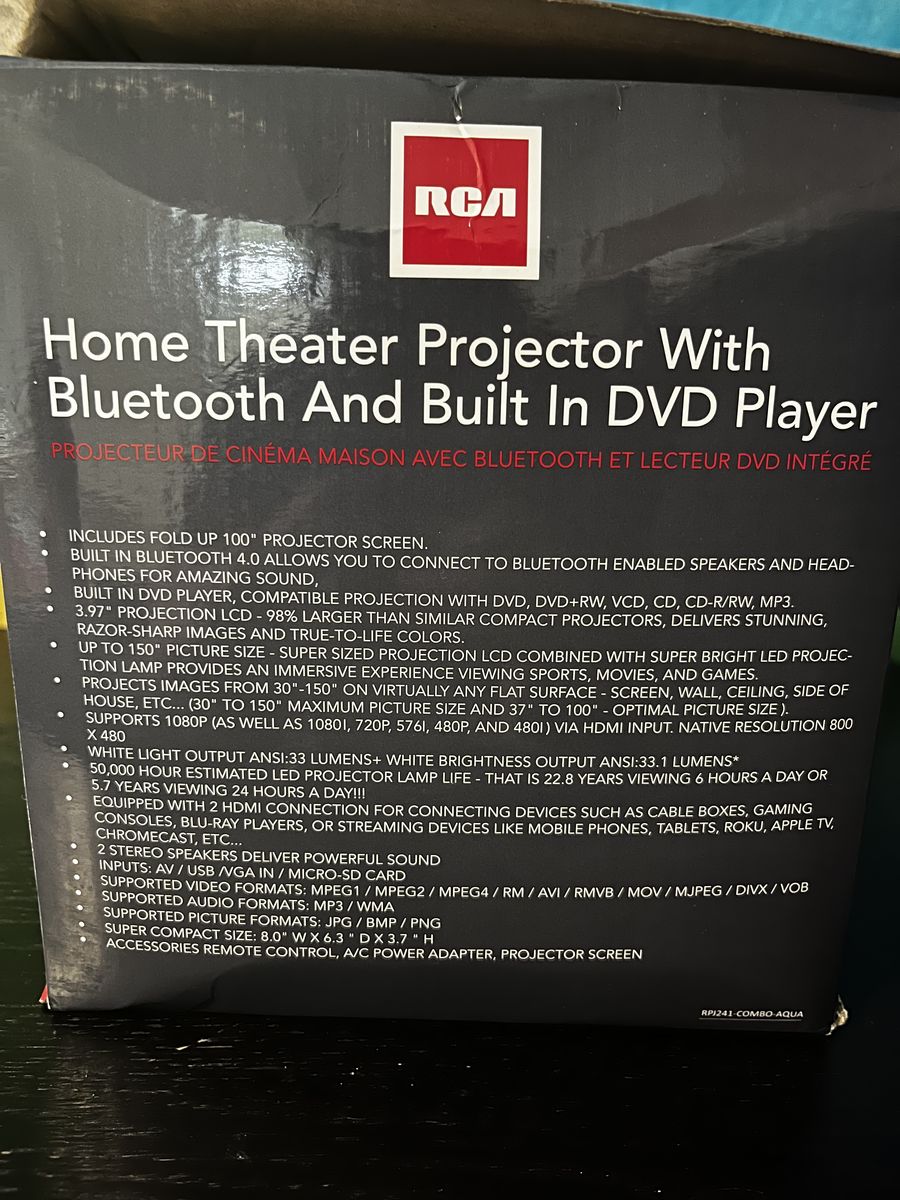 RCA
Home Theater Projector With
Bluetooth And Built In DVD Player
PROJECTEUR DE CINÉMA MAISON AVEC BLUETOOTH ET LECTEUR DVD INTÉGRÉ
• INCLUDES FOLD UP 100" PROJECTOR SCREEN.
• BUILT IN BLUETOOTH 4.0 ALLOWS YOU TO CONNECT TO BLUETOOTH ENABLED SPEAKERS AND HEAD-
PHONES FOR AMAZING SOUND,
• BUILT IN DVD PLAYER, COMPATIBLE PROJECTION WITH DVD, DVD+RW, VCD, CD, CD-R/RW, MP3.
• 3.97" PROJECTION LCD - 98% LARGER THAN SIMILAR COMPACT PROJECTORS, DELIVERS STUNNING,
RAZOR-SHARP IMAGES AND TRUE-TO-LIFE COLORS.
• UP TO 150" PICTURE SIZE - SUPER SIZED PROJECTION LCD COMBINED WITH SUPER BRIGHT LED PROJEC-
TION LAMP PROVIDES AN IMMERSIVE EXPERIENCE VIEWING SPORTS, MOVIES, AND GAMES.
• PROJECTS IMAGES FROM 30"-150" ON VIRTUALLY ANY FLAT SURFACE - SCREEN, WALL, CEILING, SIDE OF
HOUSE, ETC... (30" TO 150" MAXIMUM PICTURE SIZE AND 37" TO 100" - OPTIMAL PICTURE SIZE ).
• SUPPORTS 1080P (AS WELL AS 1080I, 720P, 576I, 480P, AND 480I) VIA HDMI INPUT. NATIVE RESOLUTION 800
X 480
• WHITE LIGHT OUTPUT ANSI:33 LUMENS+ WHITE BRIGHTNESS OUTPUT ANSI:33.1 LUMENS*
• 50,000 HOUR ESTIMATED LED PROJECTOR LAMP LIFE - THAT IS 22.8 YEARS VIEWING 6 HOURS A DAY OR
5.7 YEARS VIEWING 24 HOURS A DAY!!!
• EQUIPPED WITH 2 HDMI CONNECTION FOR CONNECTING DEVICES SUCH AS CABLE BOXES, GAMING
CONSOLES, BLU-RAY PLAYERS, OR STREAMING DEVICES LIKE MOBILE PHONES, TABLETS, ROKU, APPLE TV,
CHROMECAST, ETC...
• 2 STEREO SPEAKERS DELIVER POWERFUL SOUND
• INPUTS: AV / USB /VGA IN / MICRO-SD CARD
• SUPPORTED VIDEO FORMATS: MPEG1 / MPEG2 / MPEG4 / RM / AVI / RMVB / MOV / MJPEG / DIVX / VOB
• SUPPORTED AUDIO FORMATS: MP3 / WMA
• SUPPORTED PICTURE FORMATS: JPG / BMP / PNG
• SUPER COMPACT SIZE: 8.0" W X 6.3 " D X 3.7 " H
• ACCESSORIES REMOTE CONTROL, A/C POWER ADAPTER, PROJECTOR SCREEN
RPJ241-COMBO-AQUA